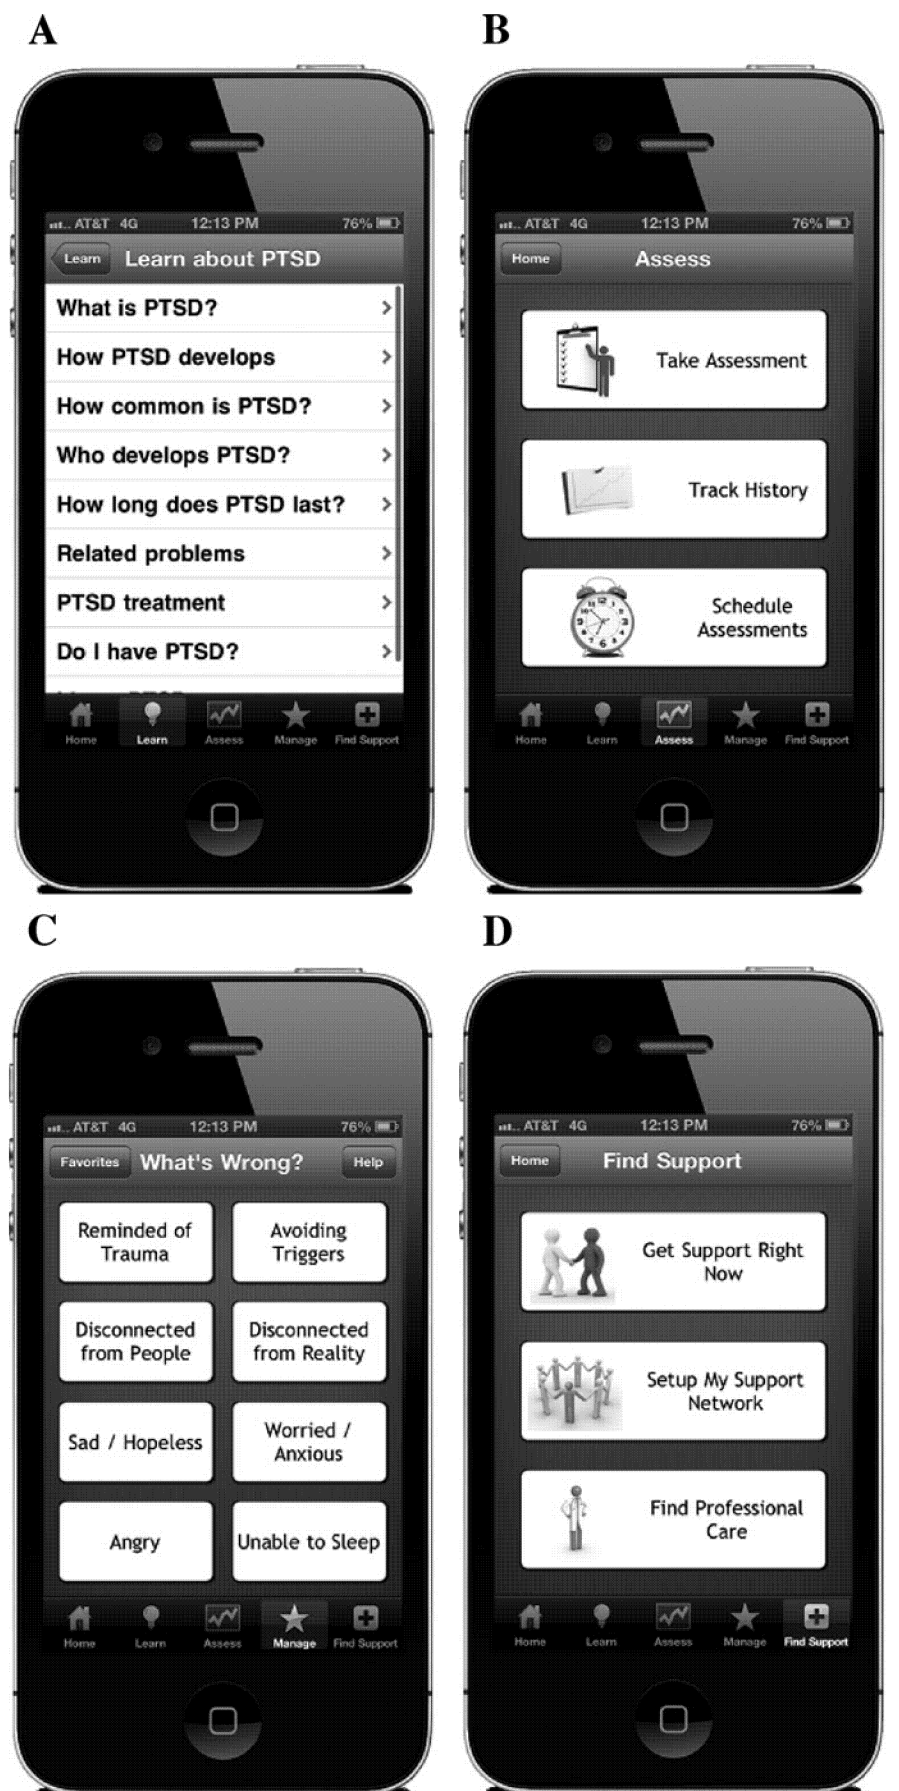 A
B
AT&T 4G 12:13 PM 76%
Learn
Learn about PTSD
What is PTSD?
How PTSD develops
How common is PTSD?
Who develops PTSD?
How long does PTSD last?
Related problems
PTSD treatment
Do I have PTSD?
Home Learn Assess Manage Find Support
AT&T 4G 12:13 PM 76%
Home
Assess
Take Assessment
Track History
Schedule
Assessments
Home Learn Assess Manage Find Support
C
D
AT&T 4G 12:13 PM 76%
Favorites
What's Wrong?
Help
Reminded of
Trauma
Avoiding
Triggers
Disconnected
from People
Disconnected
from Reality
Sad / Hopeless
Worried /
Anxious
Angry
Unable to Sleep
Home Learn Assess Manage Find Support
AT&T 4G 12:13 PM 76%
Home
Find Support
Get Support Right
Now
Setup My Support
Network
Find Professional
Care
Home Learn Assess Manage Find Support